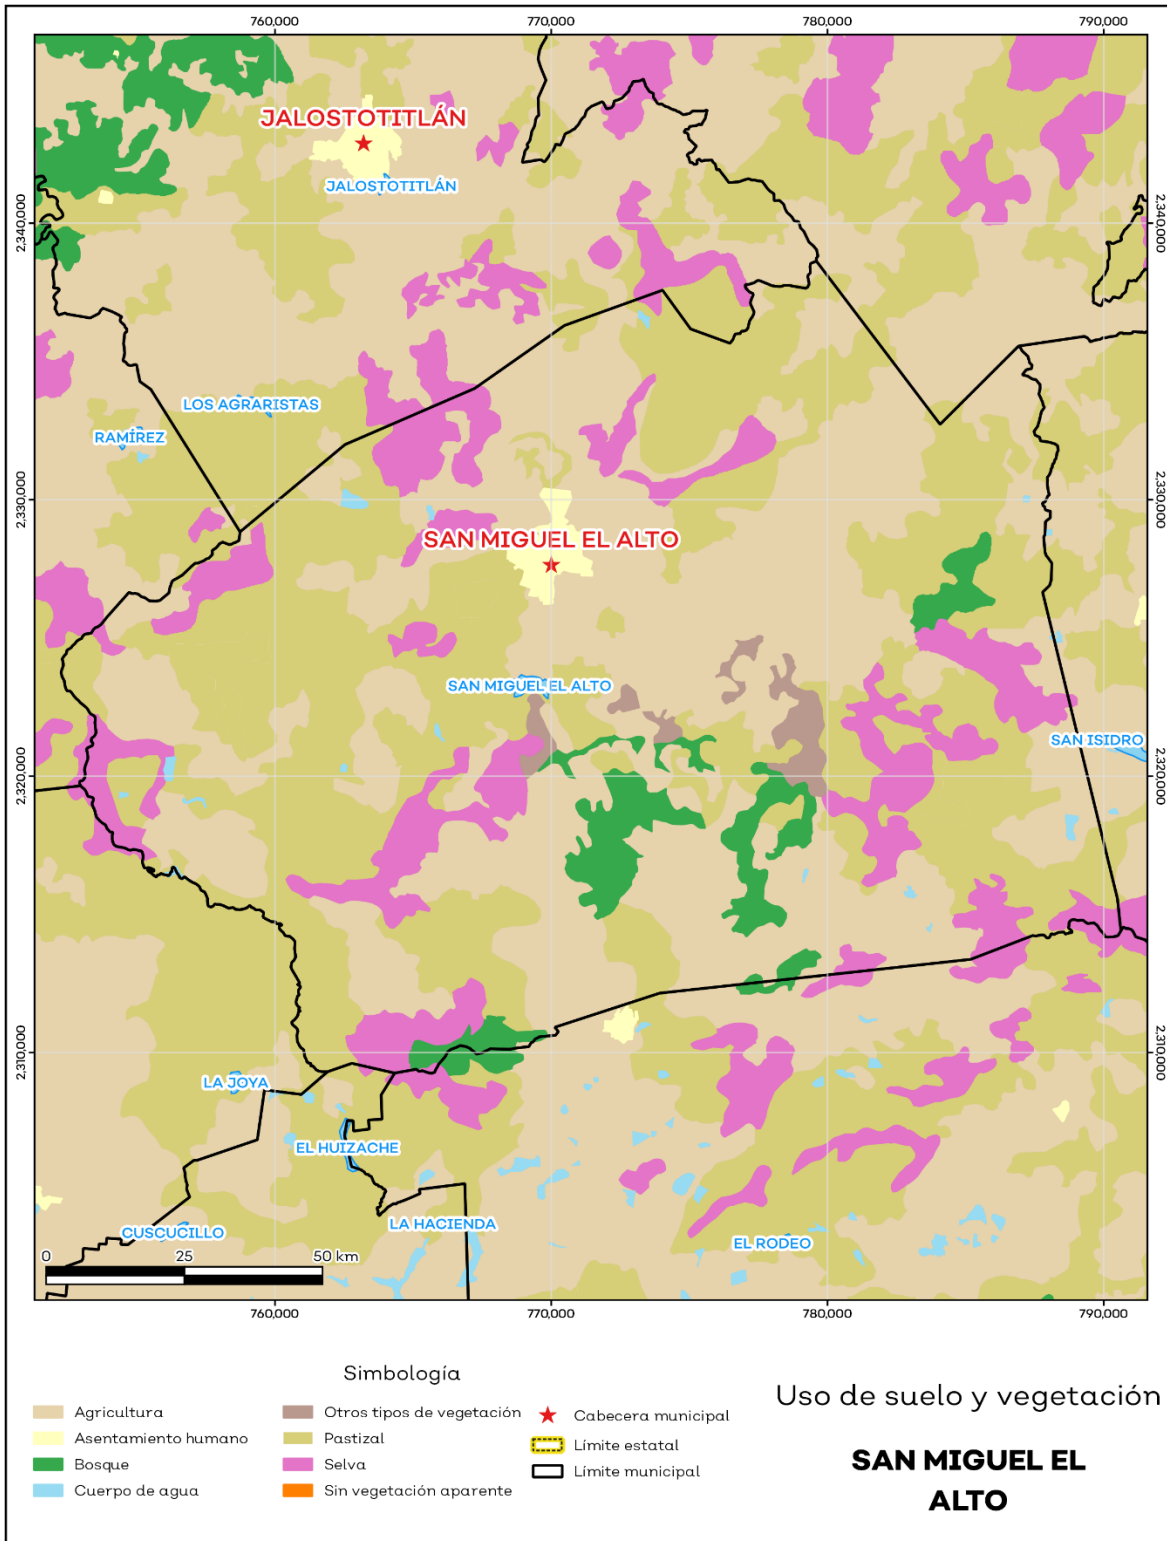 760,000
770,000
780,000
790,000
JALOSTOTITLÁN
JALOSTOTITLÁN
2,340,000
2,340,000
LOS AGRARISTAS
RAMÍREZ
2,330,000
2,330,000
SAN MIGUEL EL ALTO
SAN MIGUEL EL ALTO
SAN ISIDRO
2,320,000
2,320,000
2,310,000
2,310,000
LA JOYA
EL HUIZACHE
LA HACIENDA
CUSCUCILLO
EL RODEO
0
25
50 km
760,000
770,000
780,000
790,000
Simbología
Agricultura
Asentamiento humano
Bosque
Cuerpo de agua
Otros tipos de vegetación
Pastizal
Selva
Sin vegetación aparente
Cabecera municipal
Límite estatal
Límite municipal
Uso de suelo y vegetación
SAN MIGUEL EL
ALTO